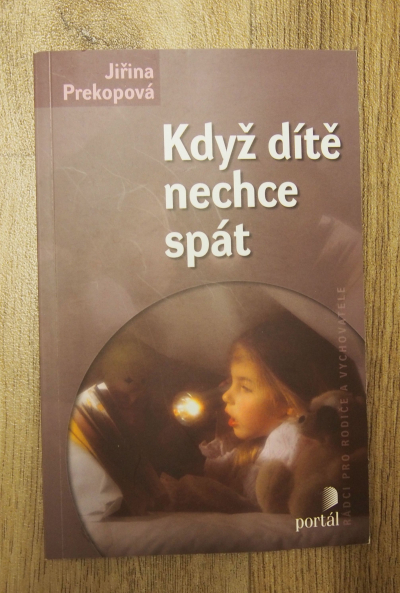 Jiřina
Prekopová
Když dítě
nechce
spát
RÁDCI PRO RODIČE A VYCHOVATELE
portál